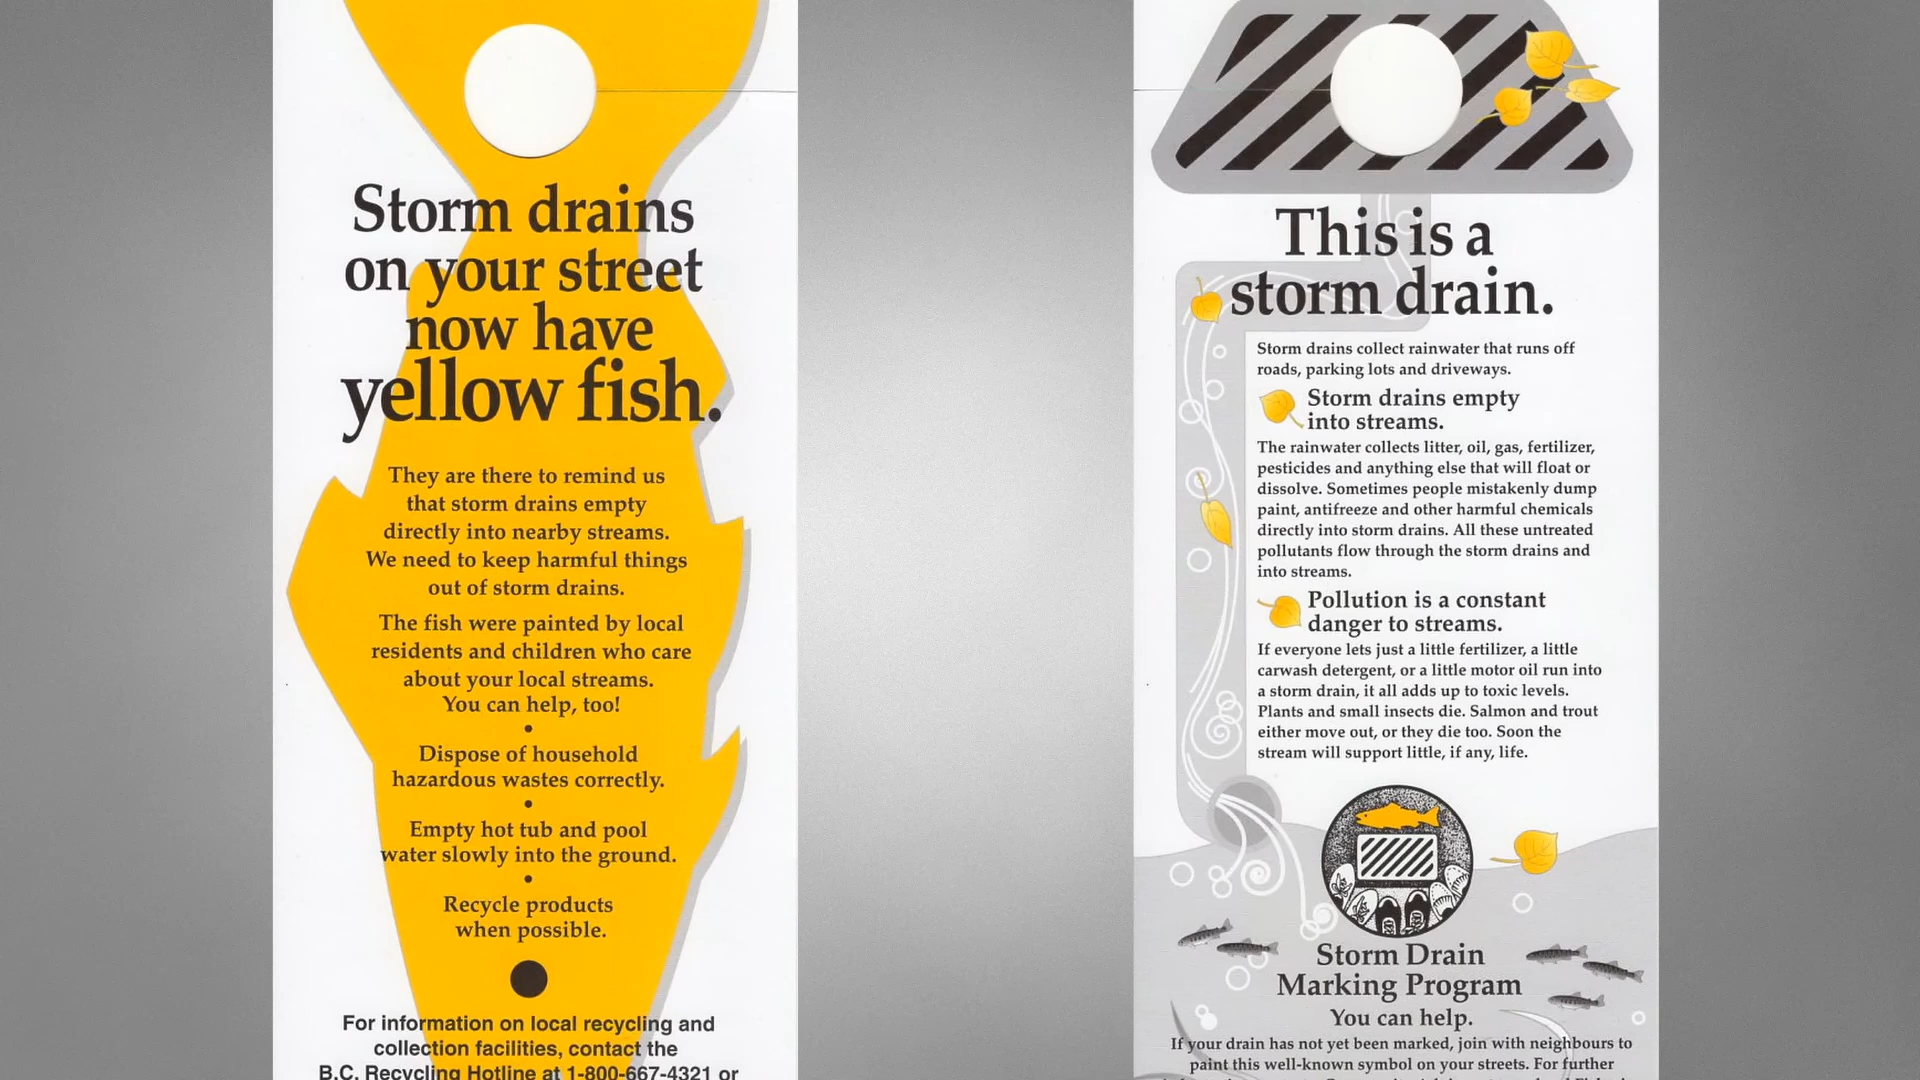 Storm drains
on your street
now have
yellow fish.
They are there to remind us
that storm drains empty
directly into nearby streams.
We need to keep harmful things
out of storm drains.
The fish were painted by local
residents and children who care
about your local streams.
You can help, too!
•
Dispose of household
hazardous wastes correctly.
•
Empty hot tub and pool
water slowly into the ground.
•
Recycle products
when possible.
For information on local recycling and
collection facilities, contact the
B.C. Recycling Hotline at 1-800-667-4321 or
This is a
storm drain.
Storm drains collect rainwater that runs off
roads, parking lots and driveways.
Storm drains empty
into streams.
The rainwater collects litter, oil, gas, fertilizer,
pesticides and anything else that will float or
dissolve. Sometimes people mistakenly dump
paint, antifreeze and other harmful chemicals
directly into storm drains. All these untreated
pollutants flow through the storm drains and
into streams.
Pollution is a constant
danger to streams.
If everyone lets just a little fertilizer, a little
carwash detergent, or a little motor oil run into
a storm drain, it all adds up to toxic levels.
Plants and small insects die. Salmon and trout
either move out, or they die too. Soon the
stream will support little, if any, life.
Storm Drain
Marking Program
You can help.
If your drain has not yet been marked, join with neighbours to
paint this well-known symbol on your streets. For further